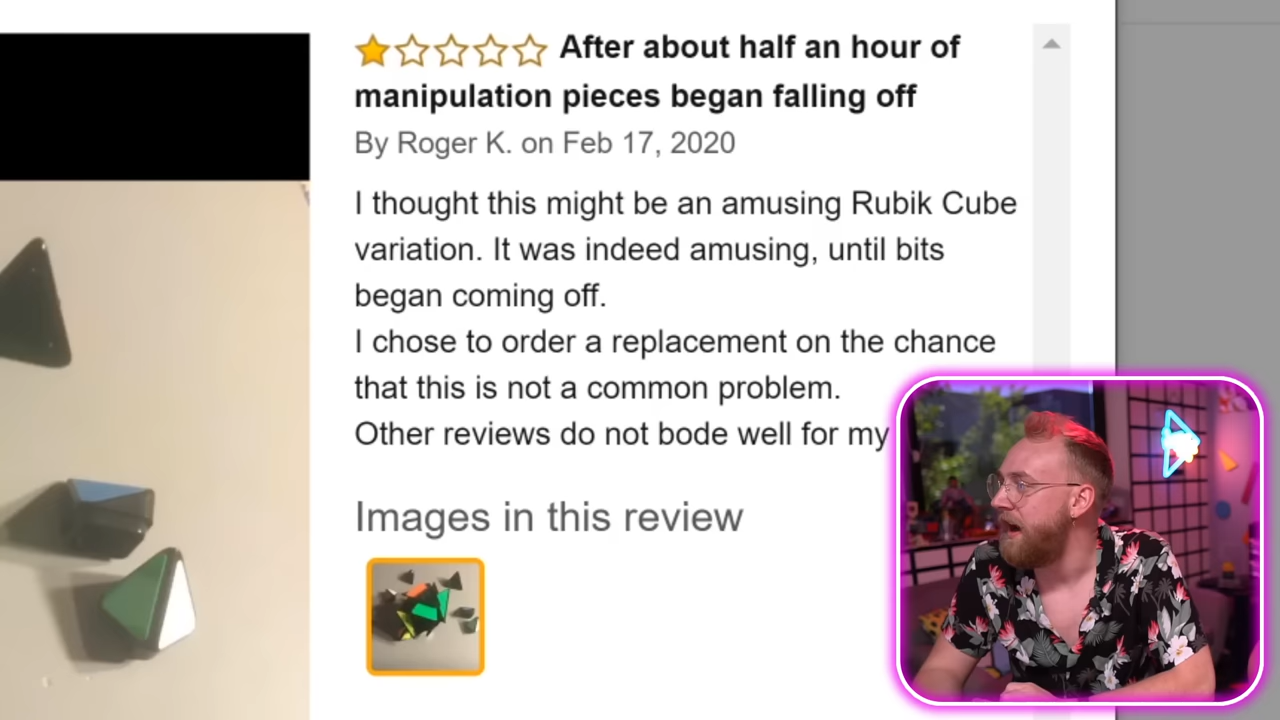 After about half an hour of
manipulation pieces began falling off
By Roger K. on Feb 17, 2020
I thought this might be an amusing Rubik Cube
variation. It was indeed amusing, until bits
began coming off.
I chose to order a replacement on the chance
that this is not a common problem.
Other reviews do not bode well for my
Images in this review